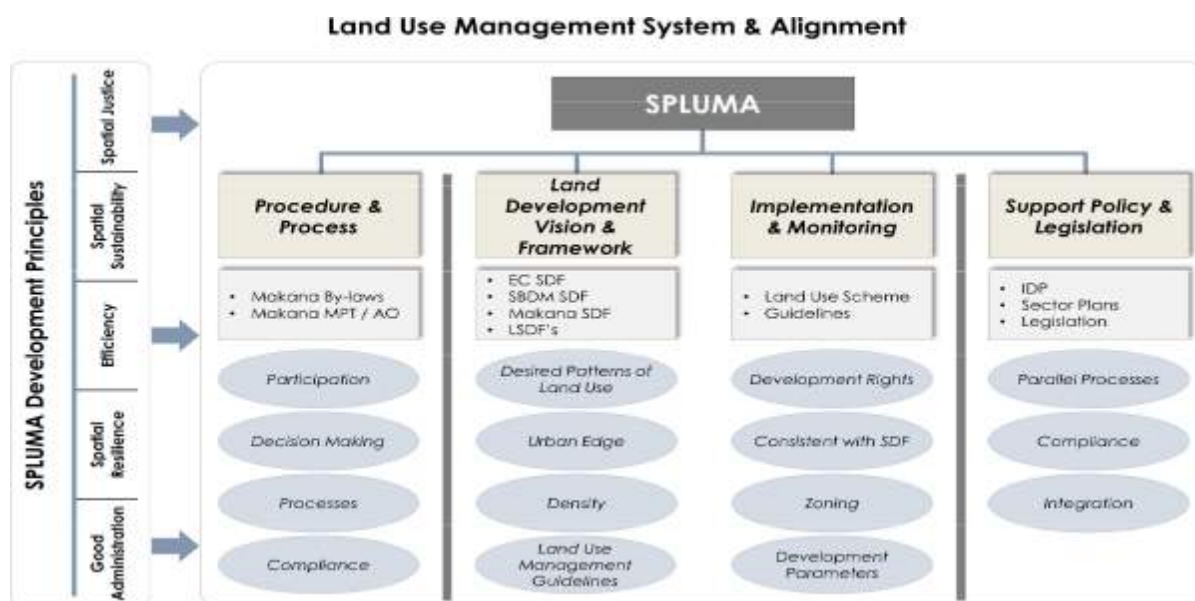 Land Use Management System & Alignment
SPLUMA Development Principles
Spatial Justice
Spatial
Sustainability
Efficiency
Spatial
Resilience
Good
Administration
SPLUMA
Procedure &
Process
• Makana By-laws
• Makana MPT / AO
Participation
Decision Making
Processes
Compliance
Land
Development
Vision &
Framework
• EC SDF
• SBDM SDF
• Makana SDF
• LSDF's
Desired Patterns of
Land Use
Urban Edge
Density
Land Use
Management
Guidelines
Implementation
& Monitoring
• Land Use Scheme
• Guidelines
Development Rights
Consistent with SDF
Zoning
Development
Parameters
Support Policy &
Legislation
• IDP
• Sector Plans
• Legislation
Parallel Processes
Compliance
Integration